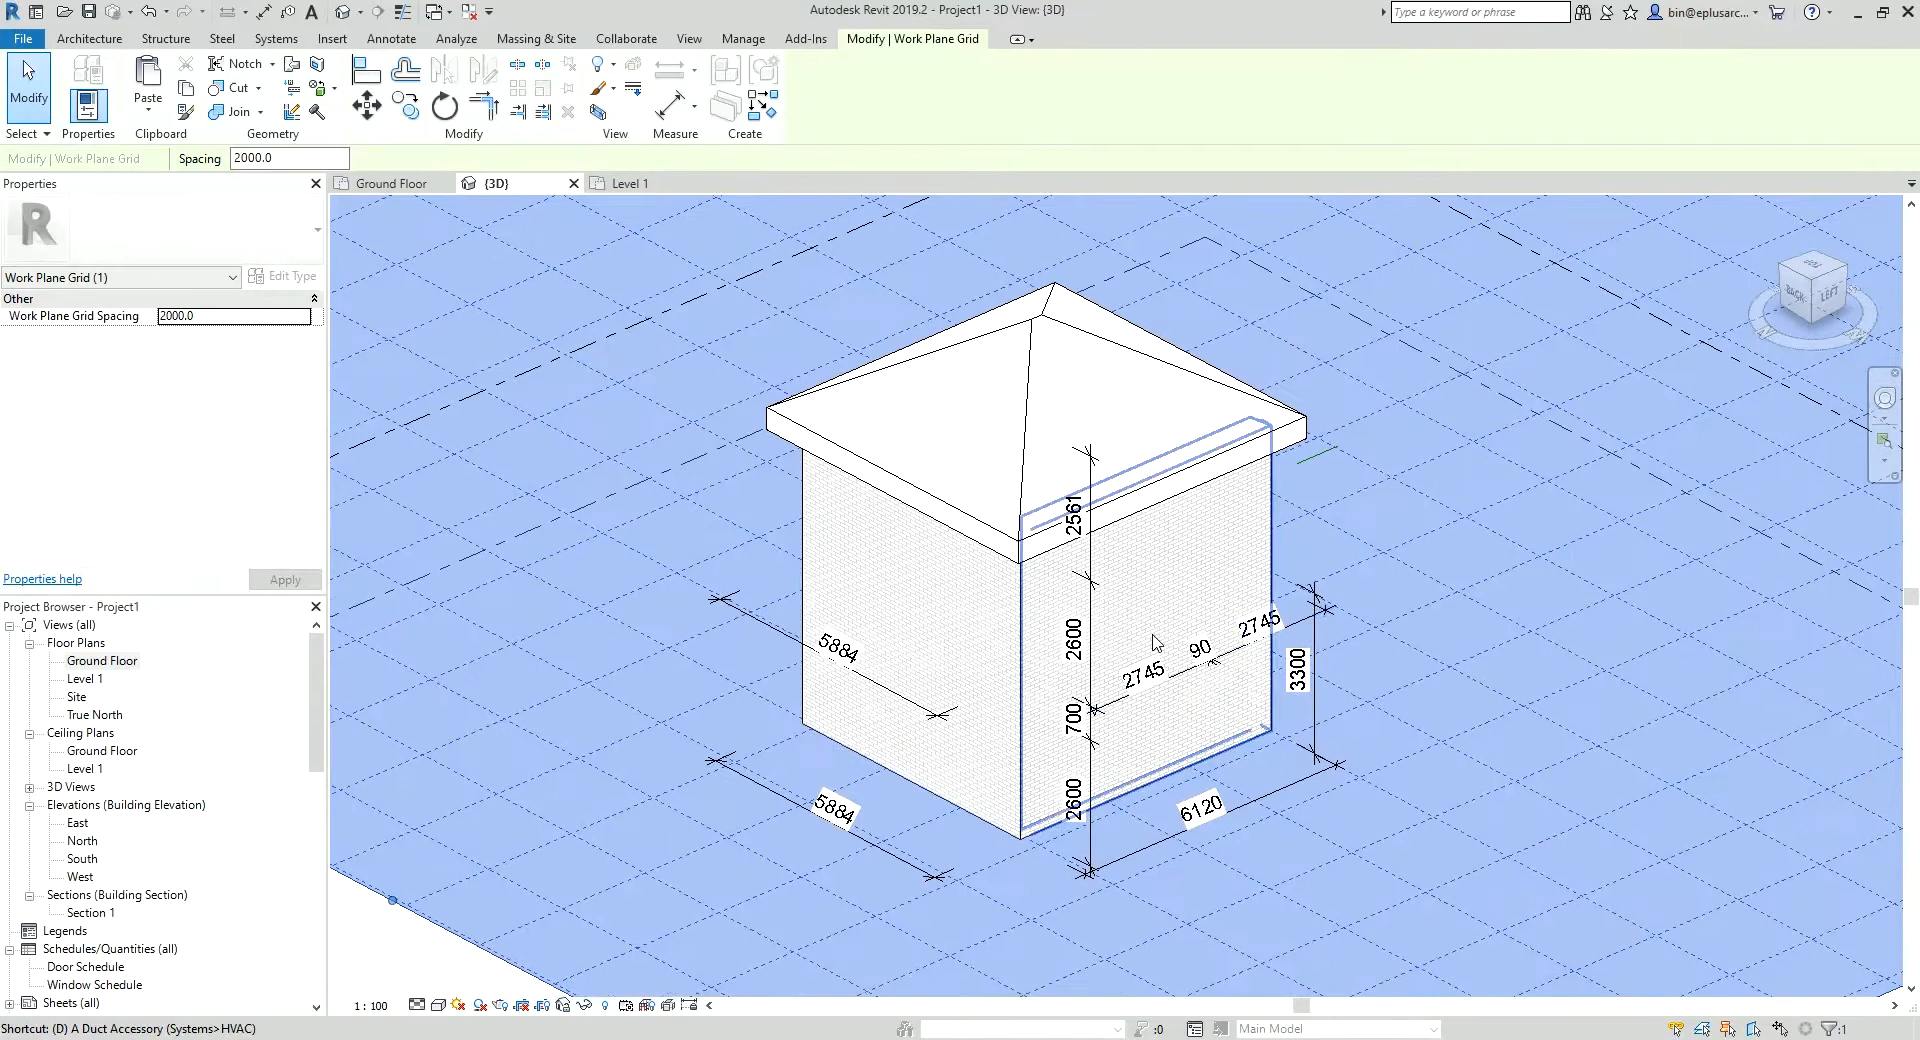 Autodesk Revit 2019.2 - Project1 - 3D View: {3D}
Type a keyword or phrase
bin@eplusarc...
File
Architecture
Structure
Steel
Systems
Insert
Annotate
Analyze
Massing & Site
Collaborate
View
Manage
Add-Ins
Modify | Work Plane Grid
Modify
Paste
Notch
Cut
Join
Select
Properties
Clipboard
Geometry
Modify
View
Measure
Create
Modify | Work Plane Grid
Spacing
2000.0
Properties
Ground Floor
{3D}
Level 1
R
Work Plane Grid (1)
Edit Type
Other
Work Plane Grid Spacing
2000.0
Properties help
Apply
Project Browser - Project1
Views (all)
Floor Plans
Ground Floor
Level 1
Site
True North
Ceiling Plans
Ground Floor
Level 1
3D Views
Elevations (Building Elevation)
East
North
South
West
Sections (Building Section)
Section 1
Legends
Schedules/Quantities (all)
Door Schedule
Window Schedule
Sheets (all)
TOP
BACK
LEFT
2561
2600
700
2600
5884
5884
2745
90
2745
3300
6120
1 : 100
Shortcut: (D) A Duct Accessory (Systems>HVAC)
:0
Main Model
:1